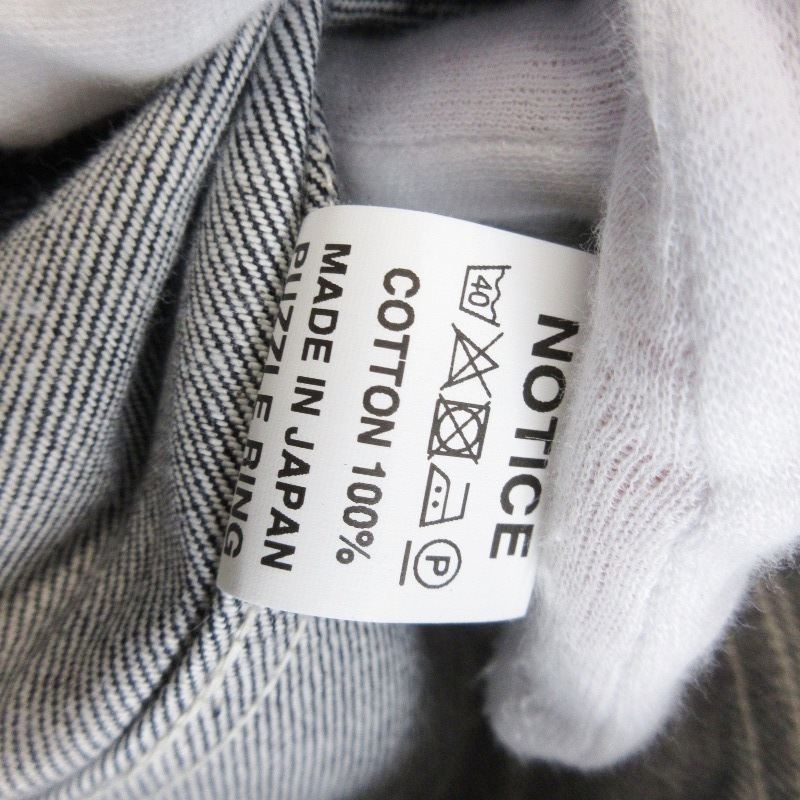 NOTICE
40
P
COTTON 100%
MADE IN JAPAN
PUZZLE RING